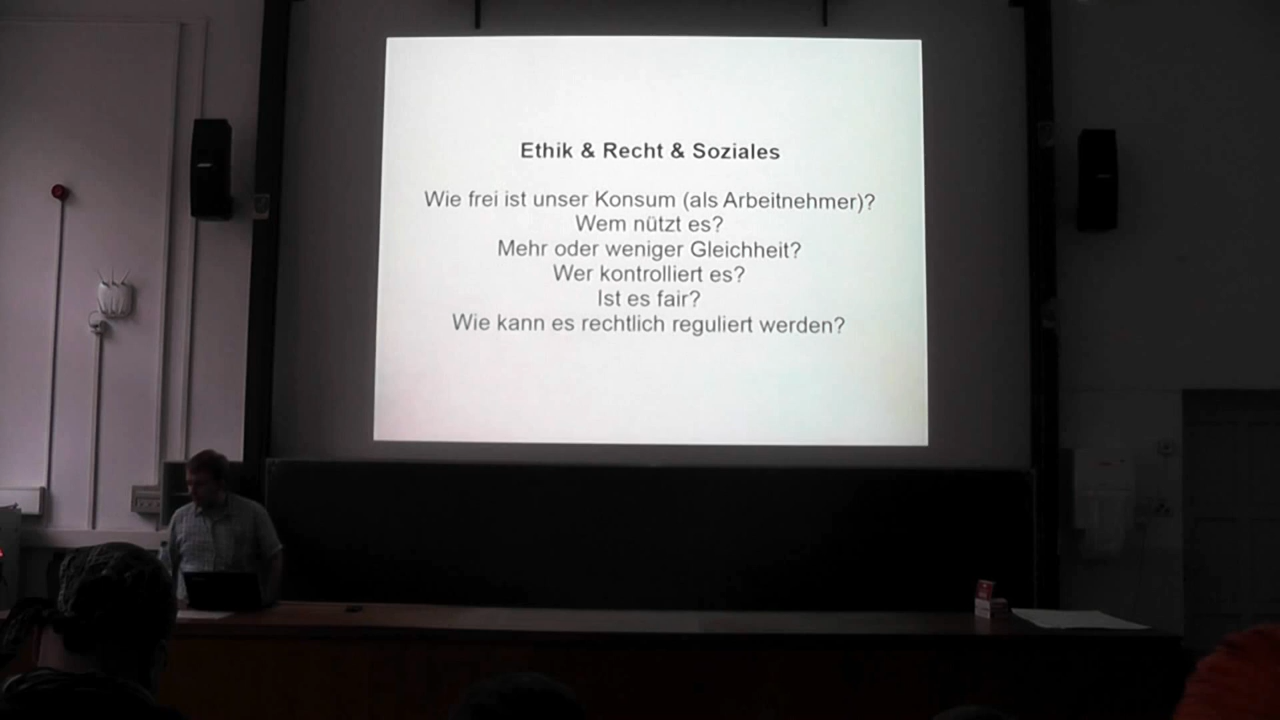 Ethik & Recht & Soziales
Wie frei ist unser Konsum (als Arbeitnehmer)?
Wem nützt es?
Mehr oder weniger Gleichheit?
Wer kontrolliert es?
Ist es fair?
Wie kann es rechtlich reguliert werden?